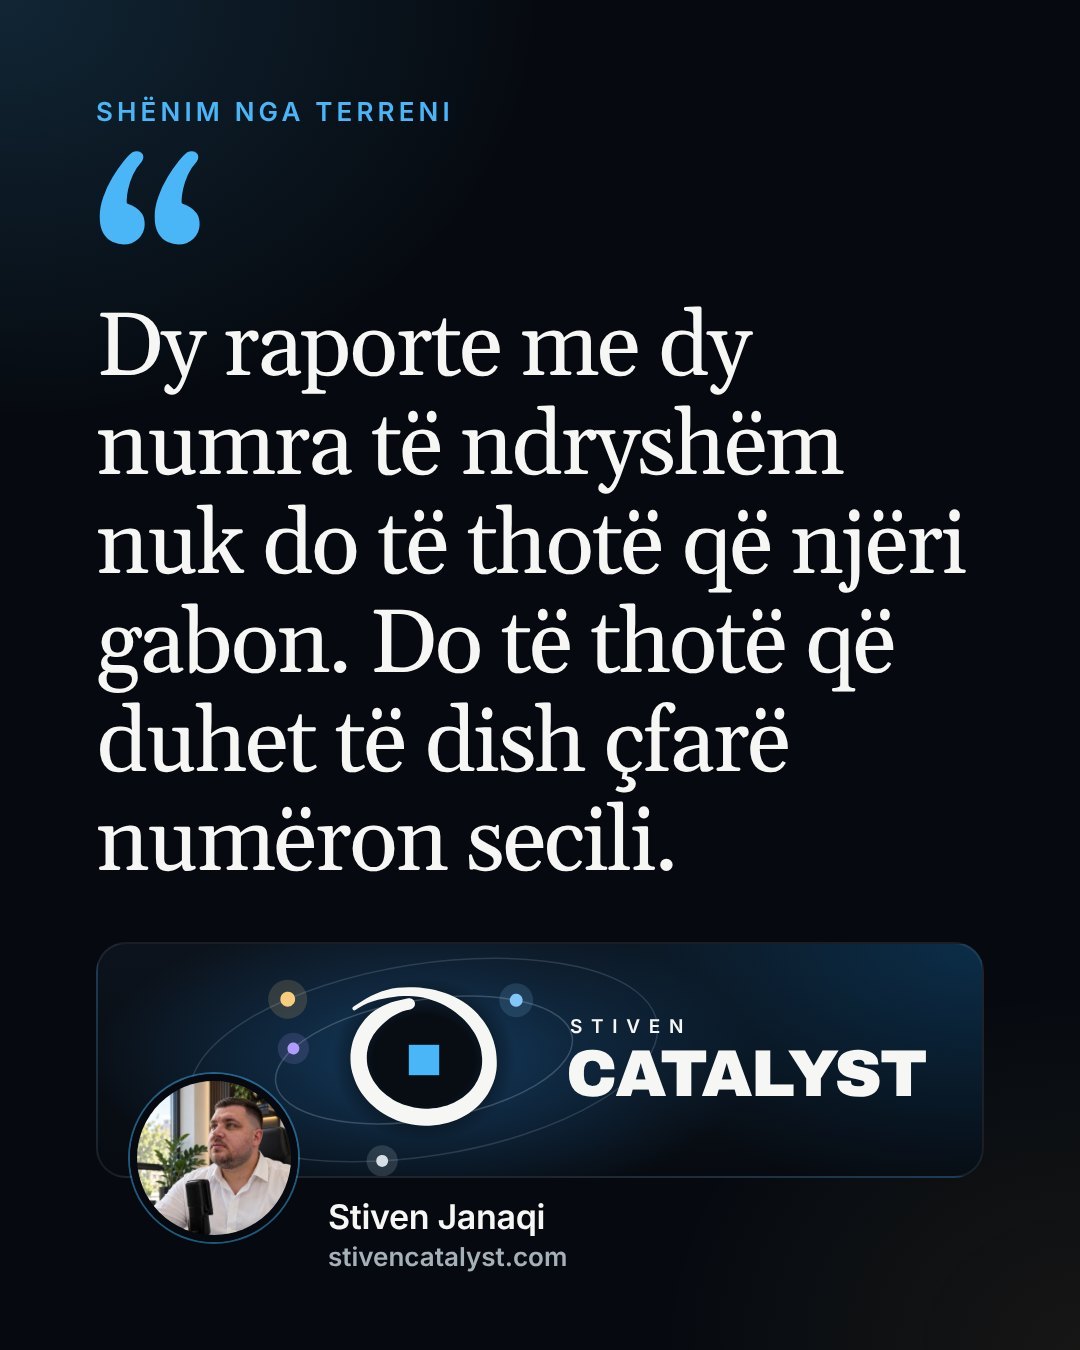 SHËNIM NGA TERRENI
“
Dy raporte me dy
numra të ndryshëm
nuk do të thotë që njëri
gabon. Do të thotë që
duhet të dish çfarë
numëron secili.
STIVEN
CATALYST
Stiven Janaqi
stivencatalyst.com